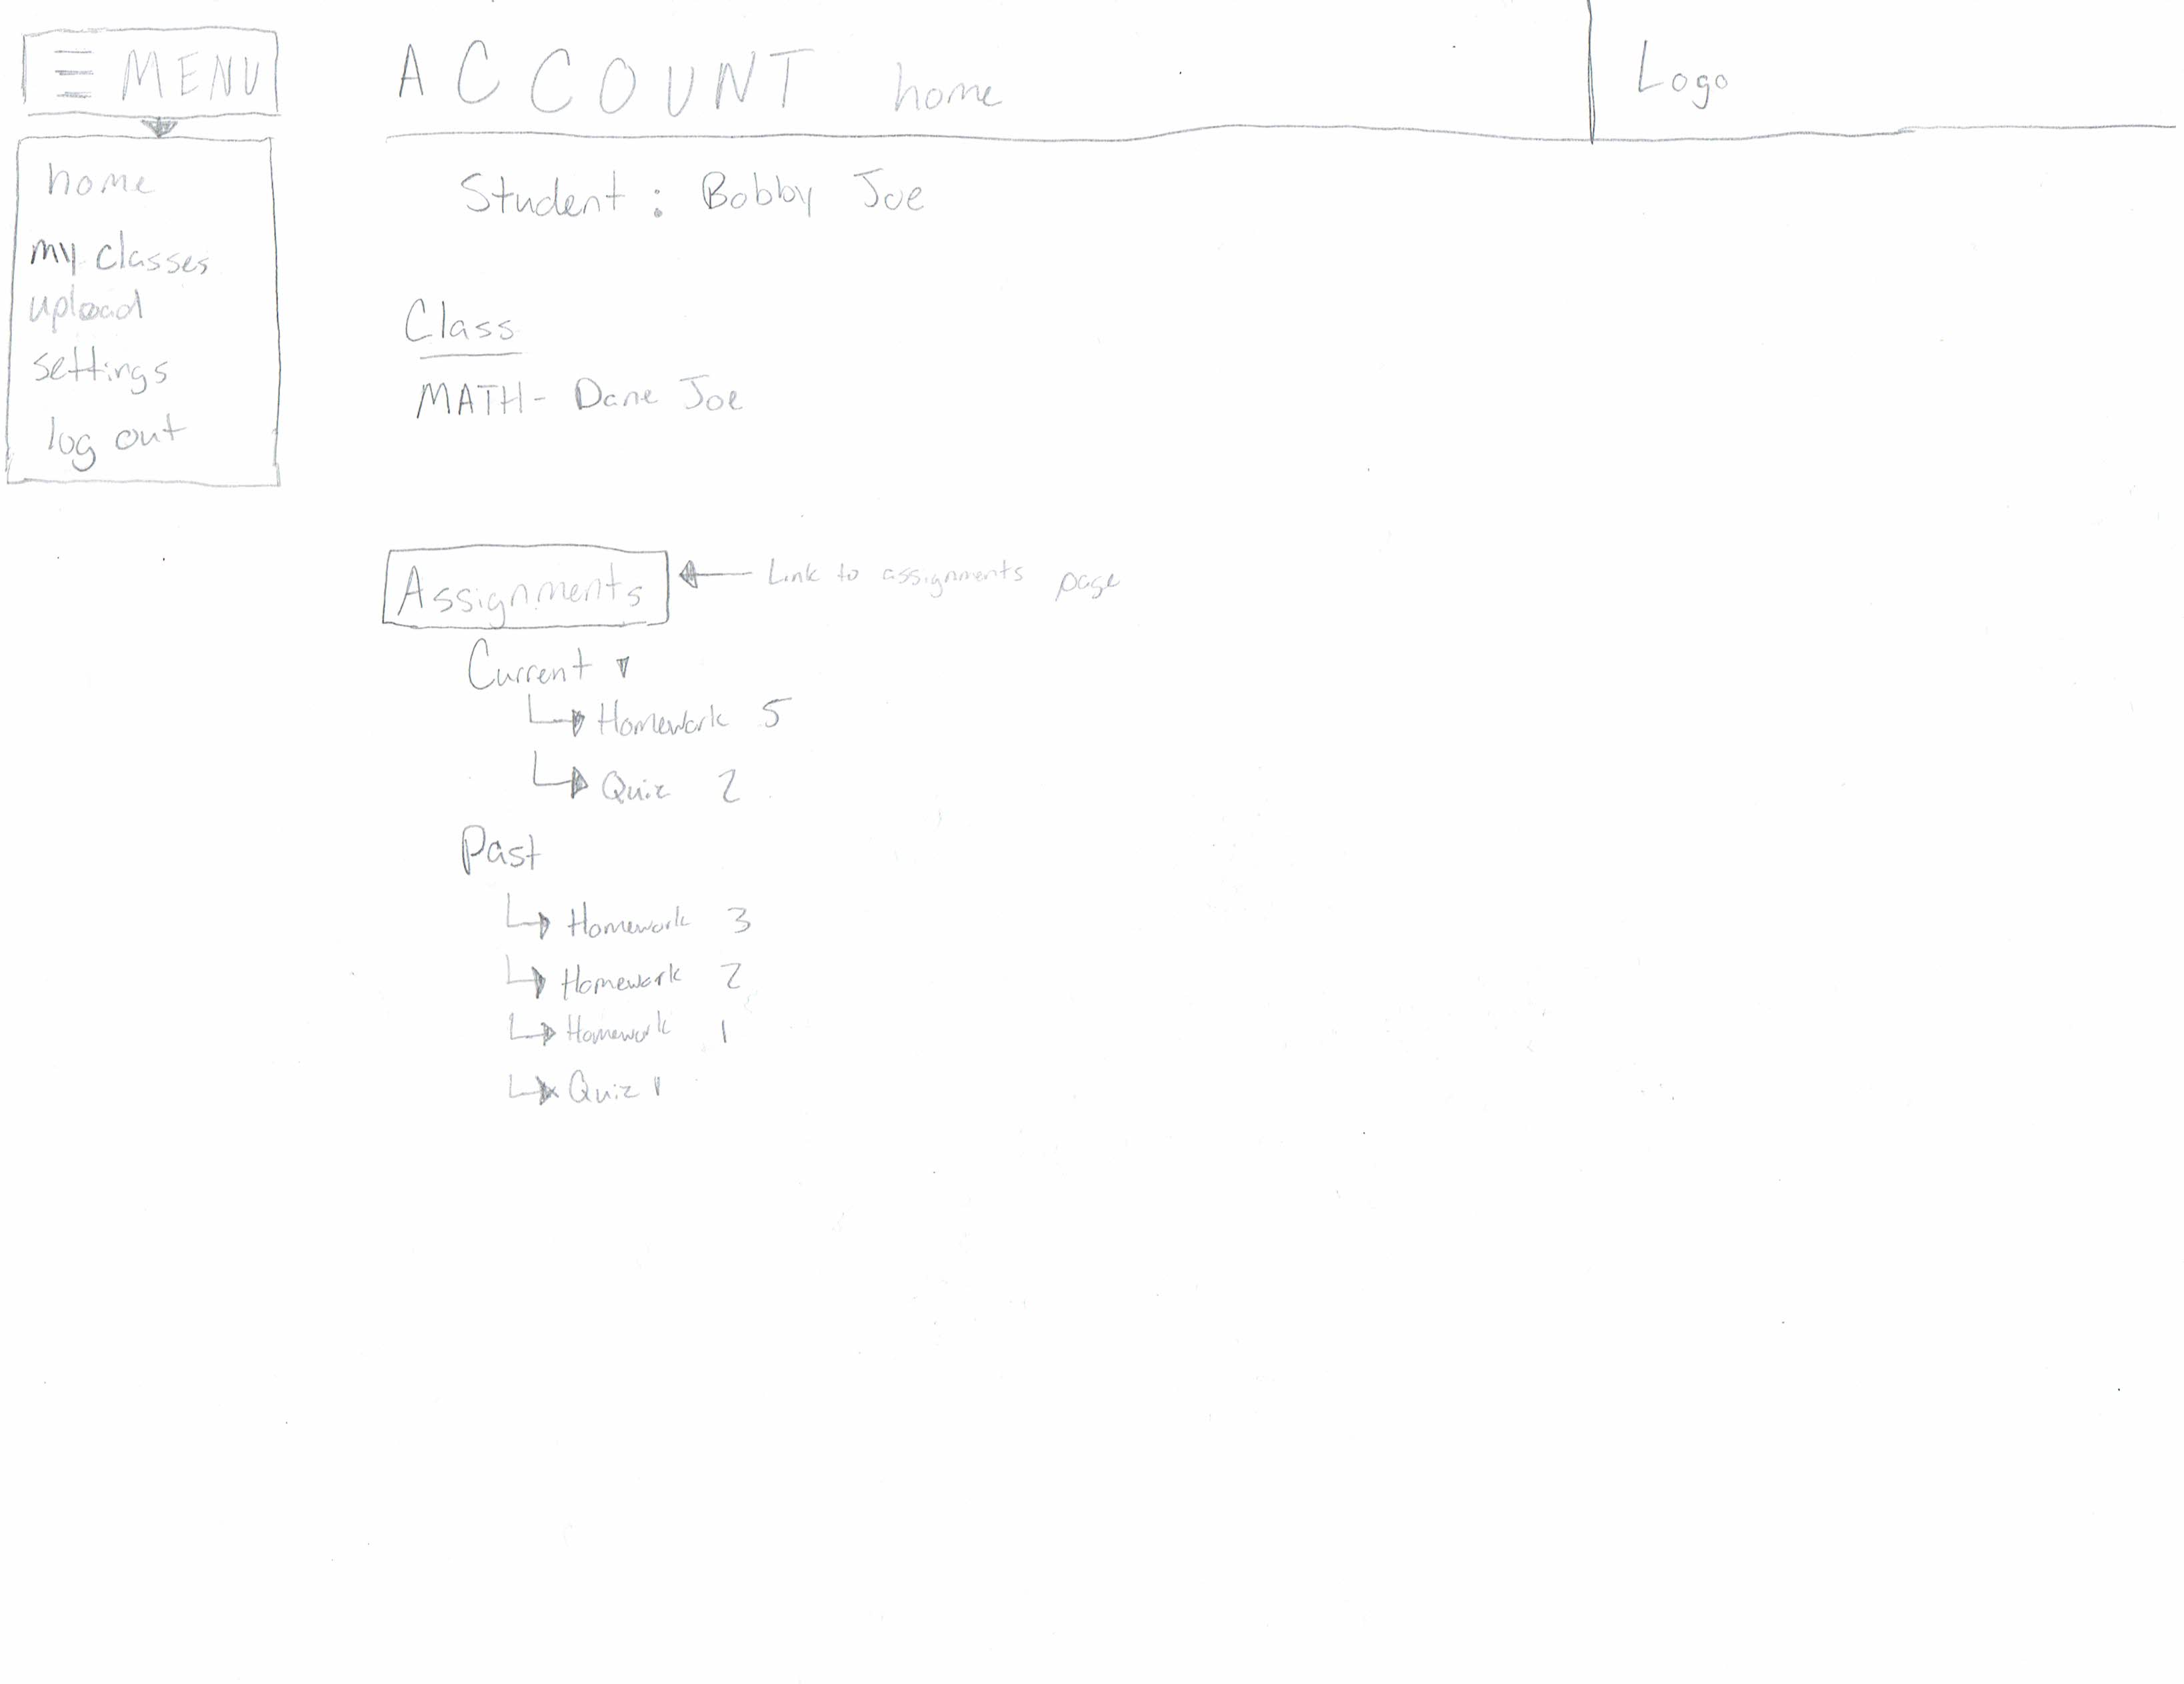 MENU
ACCOUNT home
Logo
home
my classes
upload
settings
log out
Student : Bobby Joe
Class
MATH - Dane Joe
Assignments
Link to assignments page
Current
Homework 5
Quiz 2
Past
Homework 3
Homework 2
Homework 1
Quiz 1